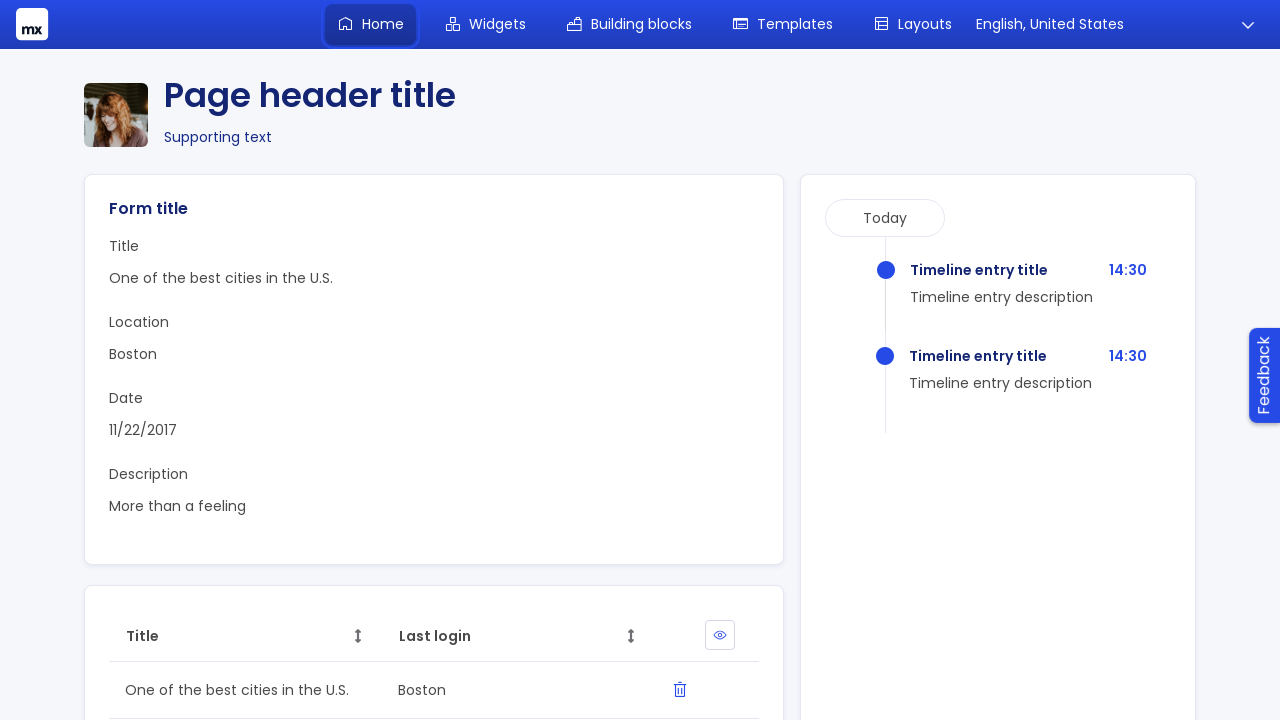 mx
Home
Widgets
Building blocks
Templates
Layouts
English, United States
Page header title
Supporting text
Form title
Title
One of the best cities in the U.S.
Location
Boston
Date
11/22/2017
Description
More than a feeling
Today
Timeline entry title 14:30
Timeline entry description
Timeline entry title 14:30
Timeline entry description
Feedback
Title Last login
One of the best cities in the U.S. Boston